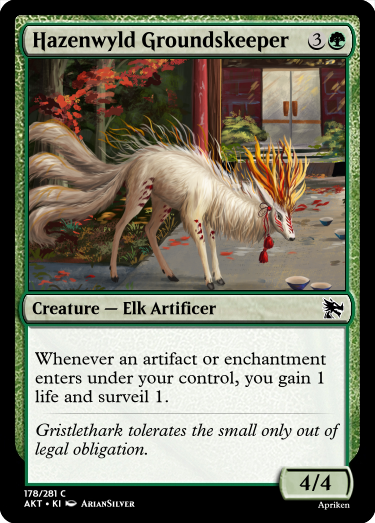 Hazenwyld Groundskeeper 3
Creature — Elk Artificer
Whenever an artifact or enchantment
enters under your control, you gain 1
life and surveil 1.
Gristlethark tolerates the small only out of
legal obligation.
4/4
178/281 C
AKT • KI ArianSilver
Apriken